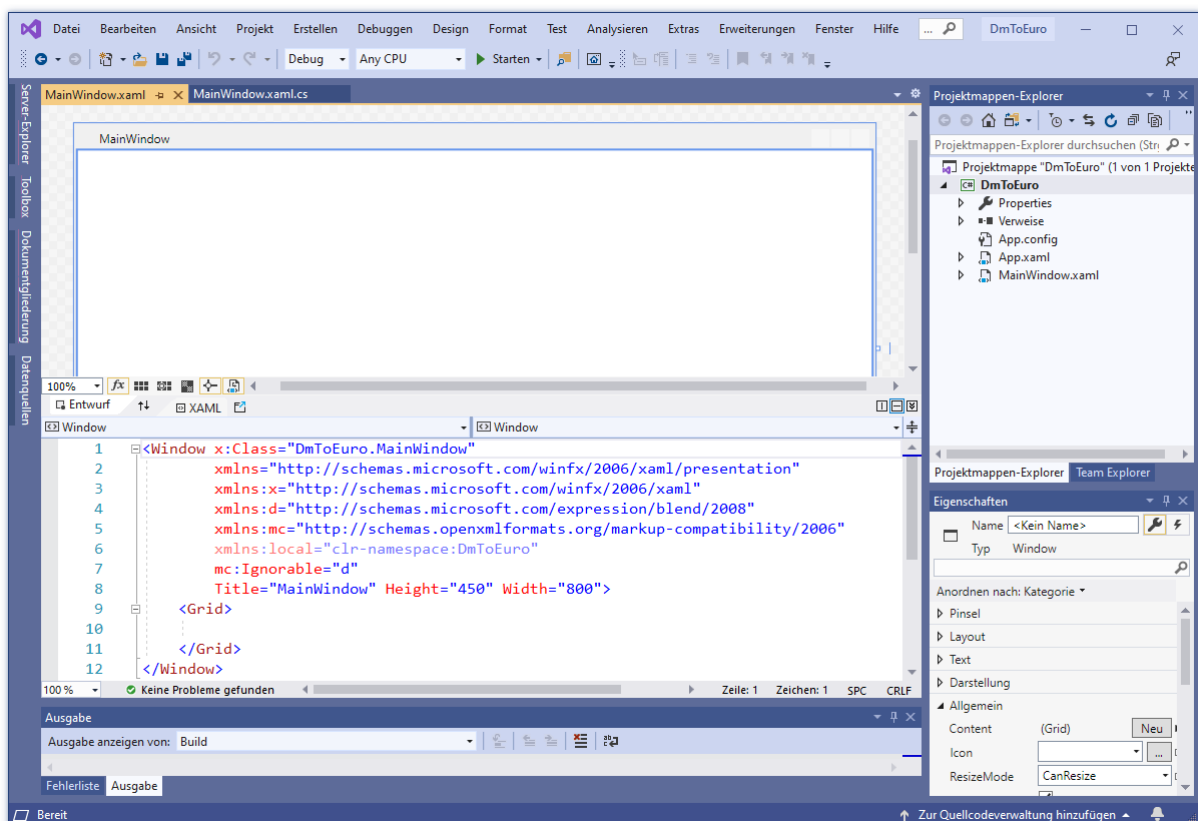 Datei Bearbeiten Ansicht Projekt Erstellen Debuggen Design Format Test Analysieren Extras Erweiterungen Fenster Hilfe ... DmToEuro
Debug Any CPU Starten
Server-Explorer
Toolbox
Dokumentgliederung
Datenquellen
MainWindow.xaml MainWindow.xaml.cs
MainWindow
100% fx
Entwurf XAML
Window Window
1 <Window x:Class="DmToEuro.MainWindow"
2 xmlns="http://schemas.microsoft.com/winfx/2006/xaml/presentation"
3 xmlns:x="http://schemas.microsoft.com/winfx/2006/xaml"
4 xmlns:d="http://schemas.microsoft.com/expression/blend/2008"
5 xmlns:mc="http://schemas.openxmlformats.org/markup-compatibility/2006"
6 xmlns:local="clr-namespace:DmToEuro"
7 mc:Ignorable="d"
8 Title="MainWindow" Height="450" Width="800">
9 <Grid>
10
11 </Grid>
12 </Window>
100 % Keine Probleme gefunden Zeile: 1 Zeichen: 1 SPC CRLF
Ausgabe
Ausgabe anzeigen von: Build
Fehlerliste Ausgabe
Projektmappen-Explorer
Projektmappen-Explorer durchsuchen (Str
Projektmappe "DmToEuro" (1 von 1 Projekte
C# DmToEuro
Properties
Verweise
App.config
App.xaml
MainWindow.xaml
Projektmappen-Explorer Team Explorer
Eigenschaften
Name <Kein Name>
Typ Window
Anordnen nach: Kategorie
Pinsel
Layout
Text
Darstellung
Allgemein
Content (Grid) Neu
Icon ...
ResizeMode CanResize
Bereit Zur Quellcodeverwaltung hinzufügen